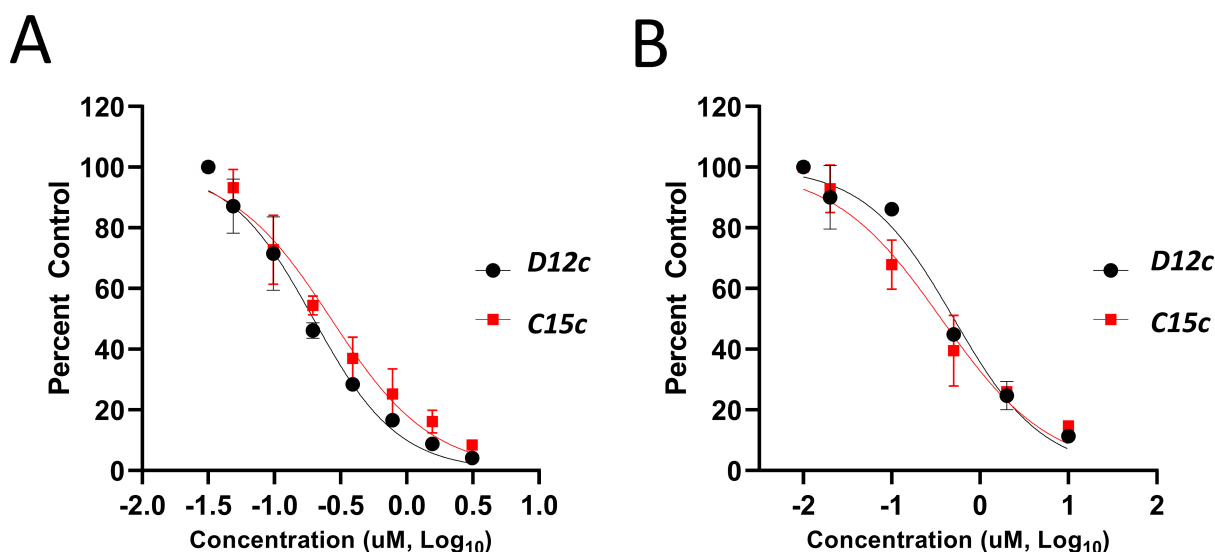 A
Percent Control
120
100
80
60
40
20
0
-2.0 -1.5 -1.0 -0.5 0.0 0.5 1.0
Concentration (uM, Log10)
D12c
C15c
B
Percent Control
120
100
80
60
40
20
0
-2 -1 0 1 2
Concentration (uM, Log10)
D12c
C15c